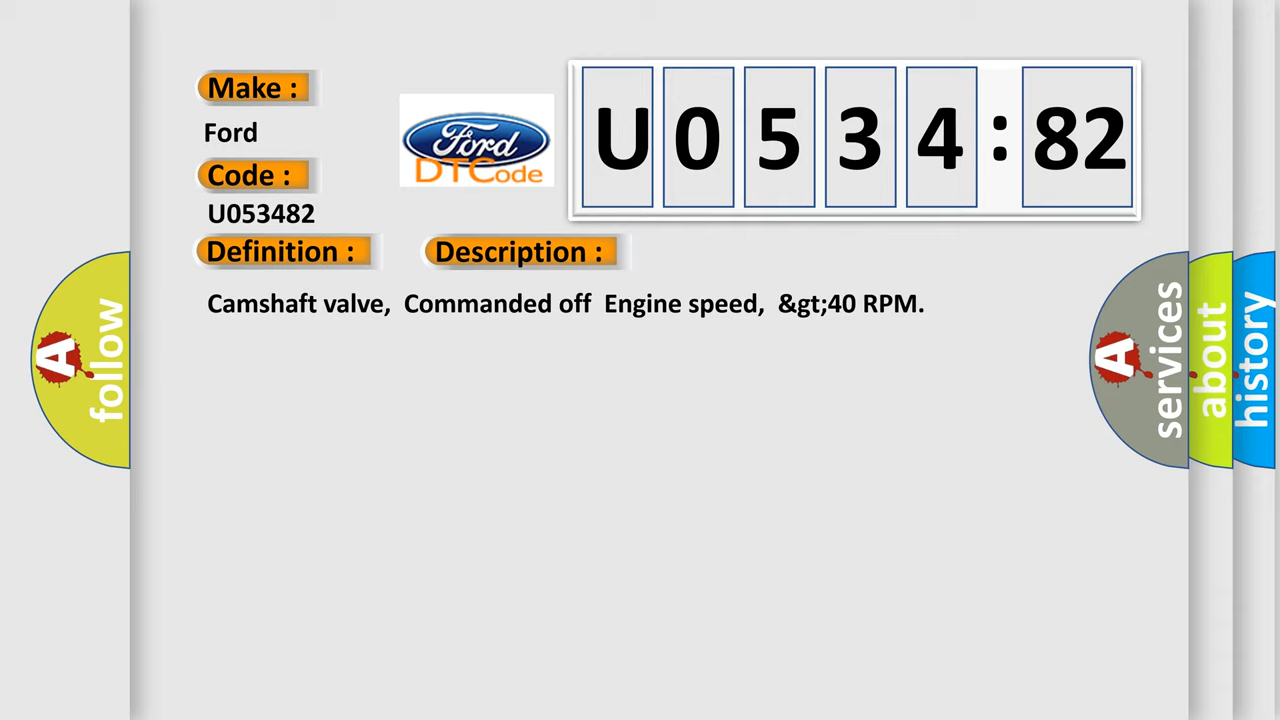 Make :
Ford
Code :
U053482
Ford
DTCode
U0534:82
Definition :
Description :
Camshaft valve, Commanded off Engine speed, &gt;40 RPM.
A
follow
A
services
about
history